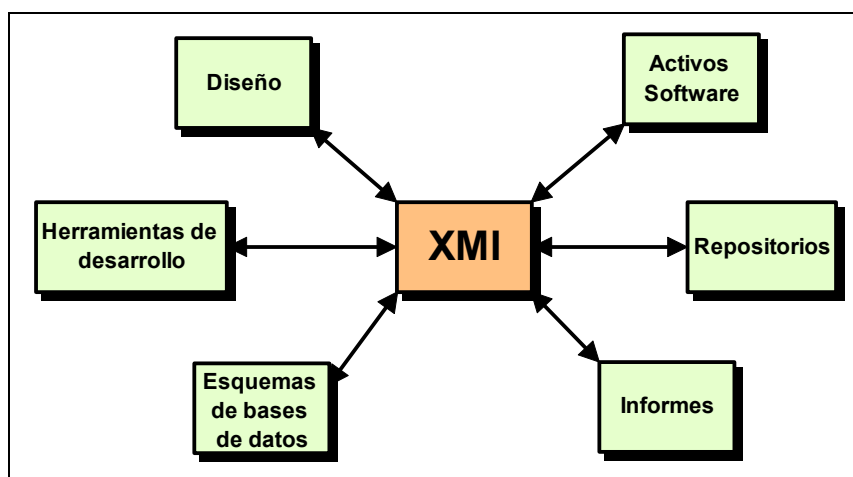 Diseño
Activos
Software
Herramientas de
desarrollo
XMI
Repositorios
Esquemas
de bases
de datos
Informes